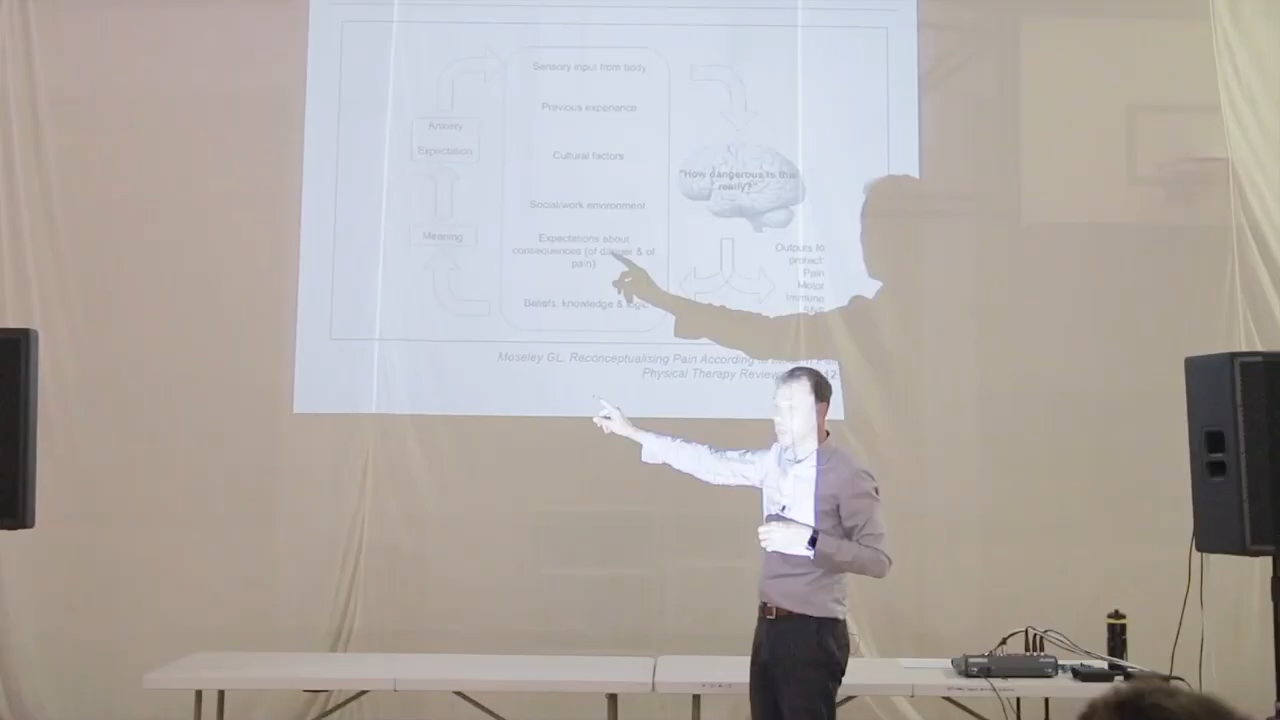 Sensory input from body
Previous experience
Anxiety
Expectation
Cultural factors
"How dangerous is this
really?"
Social/work environment
Meaning
Expectations about
consequences (of danger & of
pain)
Outputs to
protect:
Pain
Motor
Immune
SNS
Beliefs, knowledge & logic
Moseley GL. Reconceptualising Pain According to
Physical Therapy Review